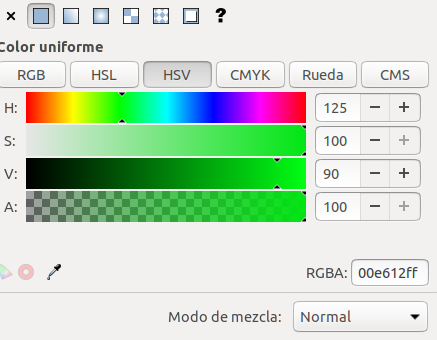 × ?
Color uniforme
RGB HSL HSV CMYK Rueda CMS
H: 125 − +
S: 100 − +
V: 90 − +
A: 100 − +
RGBA: 00e612ff
Modo de mezcla: Normal